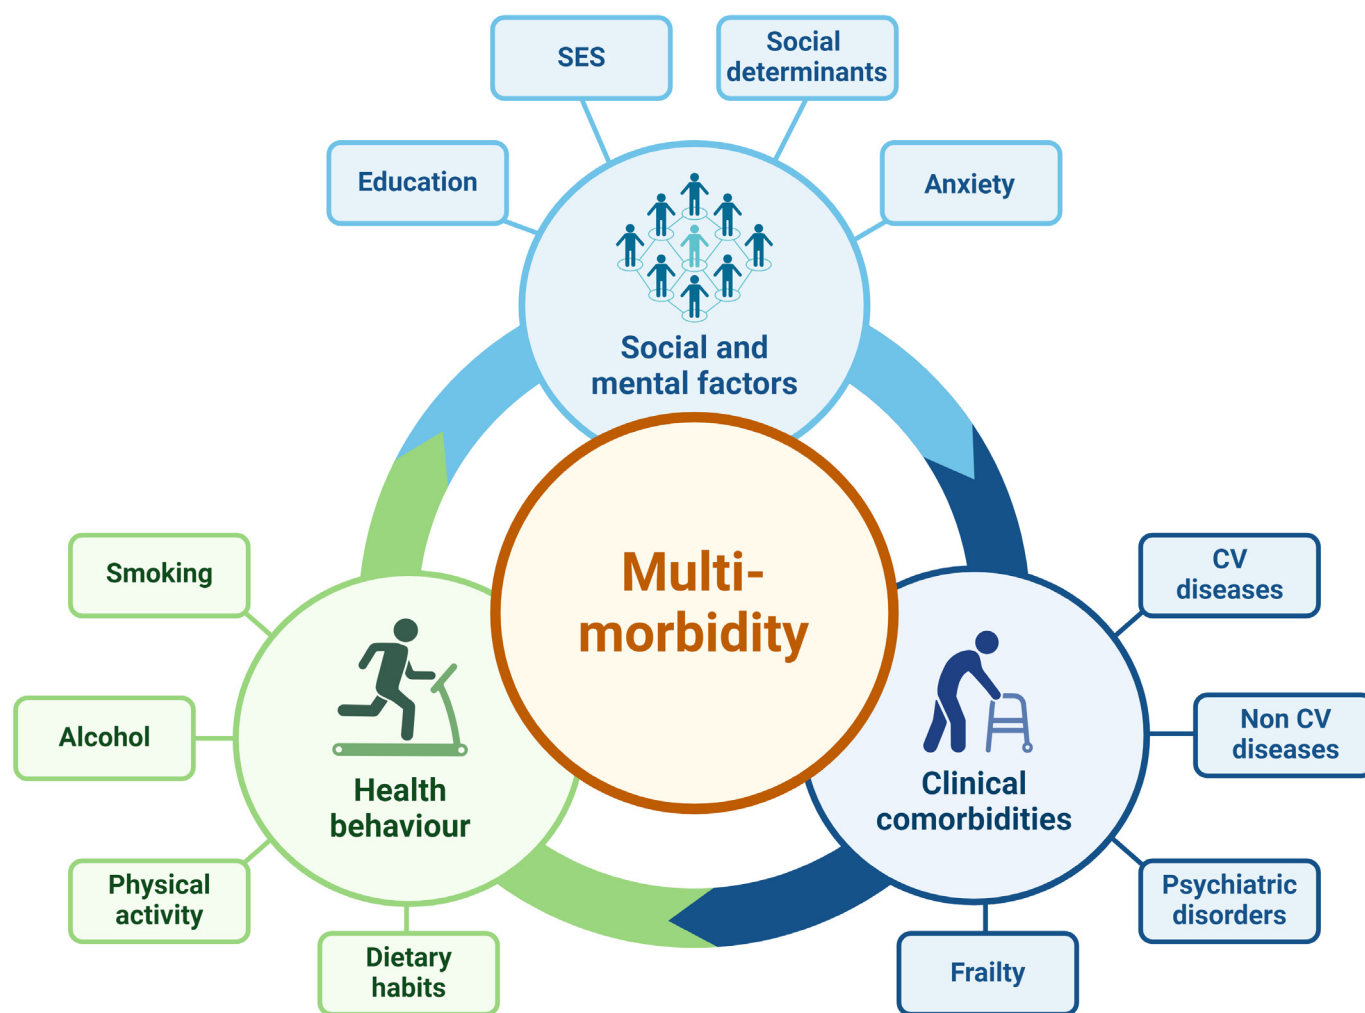 SES
Social
determinants
Education
Anxiety
Social and
mental factors
Multi-
morbidity
Smoking
Alcohol
Physical
activity
Dietary
habits
Health
behaviour
CV
diseases
Non CV
diseases
Psychiatric
disorders
Frailty
Clinical
comorbidities